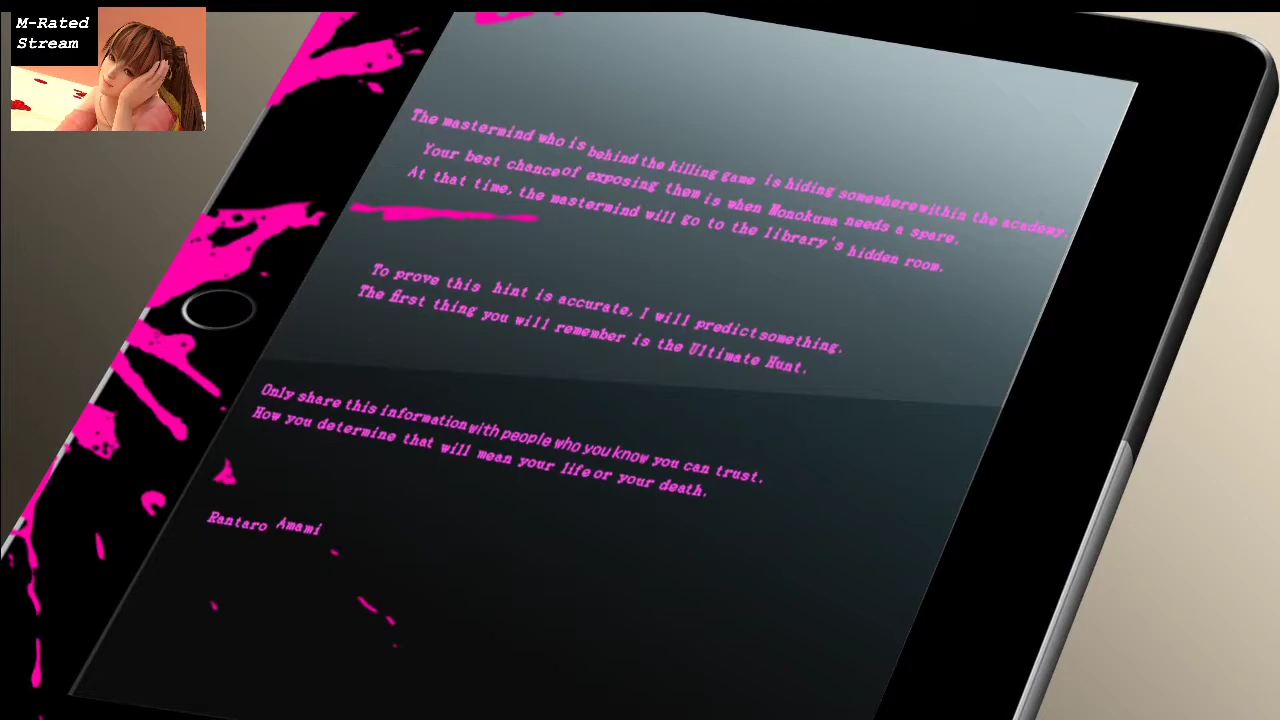 M-Rated
Stream
The mastermind who is behind the killing game is hiding somewhere within the academy.
Your best chance of exposing them is when Monokuma needs a spare.
At that time, the mastermind will go to the library's hidden room.
To prove this hint is accurate, I will predict something.
The first thing you will remember is the Ultimate Hunt.
Only share this information with people who you know you can trust.
How you determine that will mean your life or your death.
Rantaro Amami